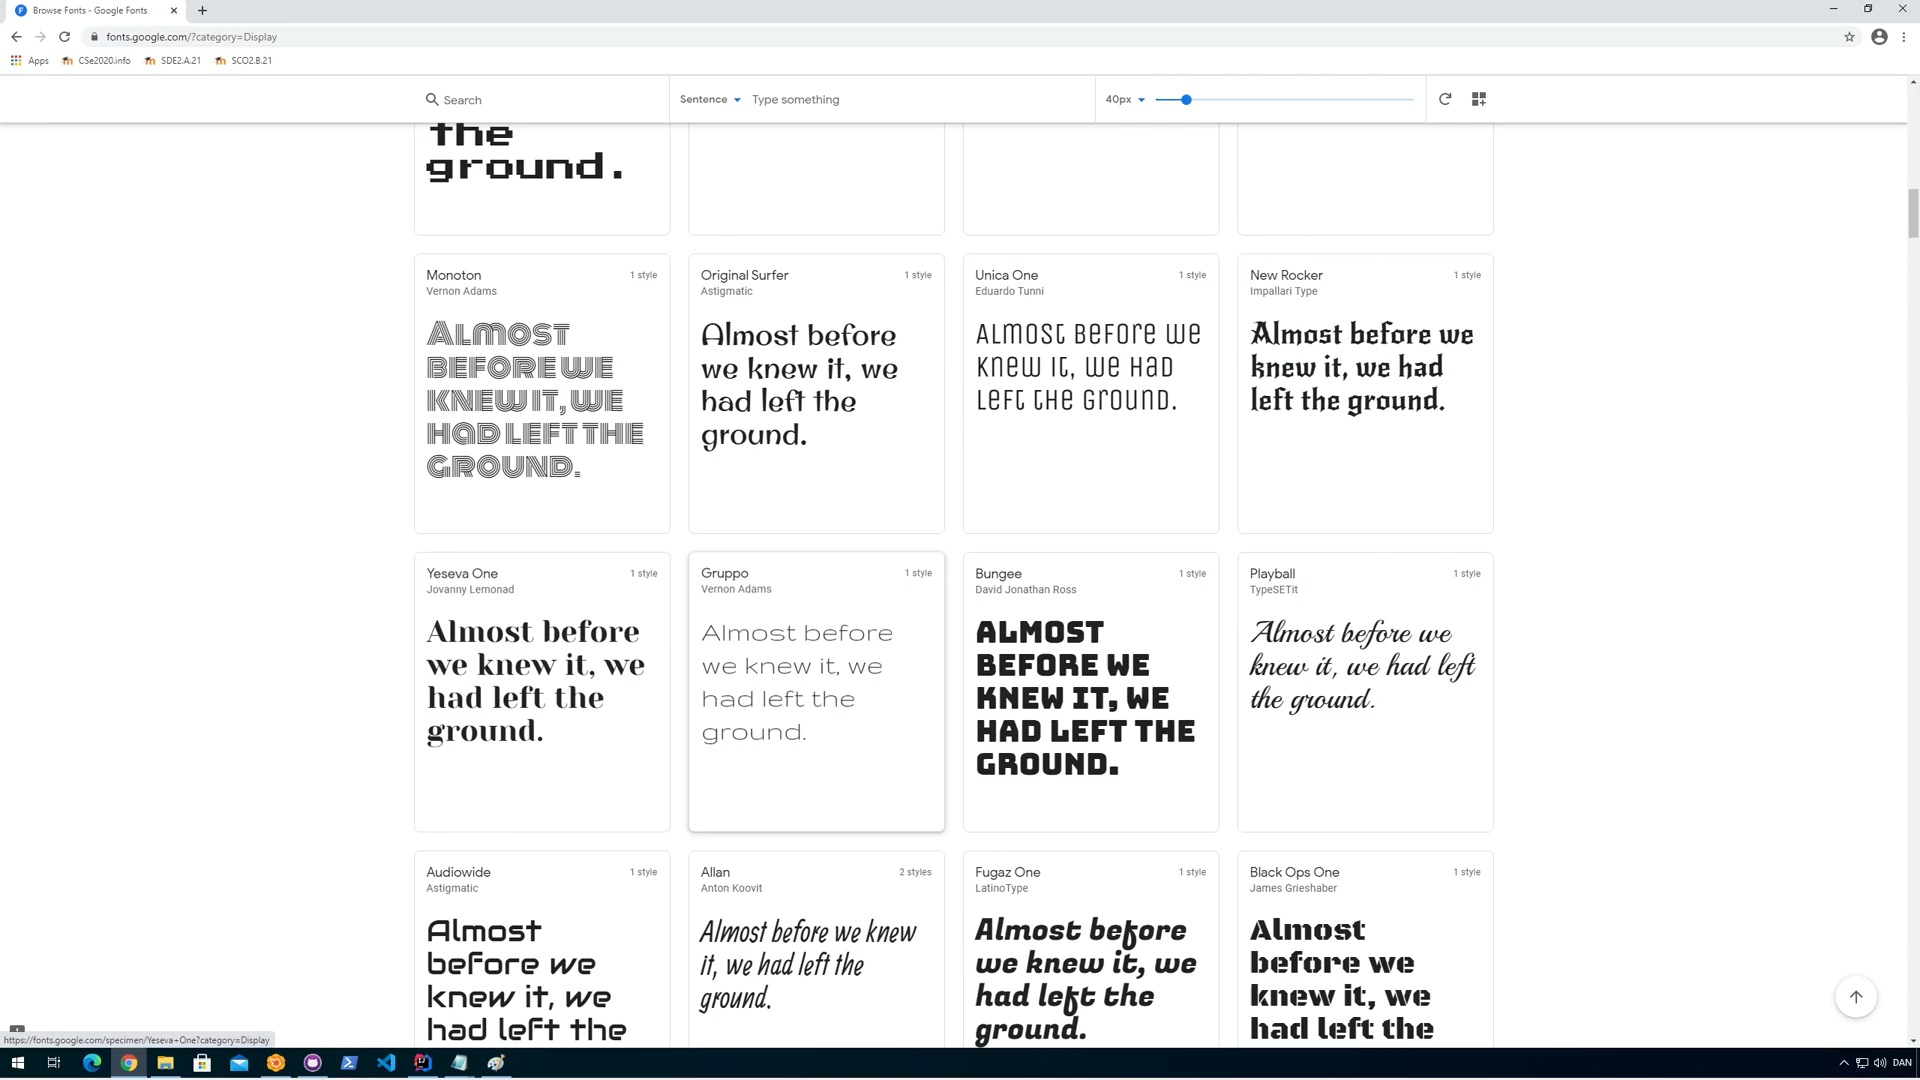 Browse Fonts - Google Fonts
fonts.google.com/?category=Display
Apps CSe2020.info SDE2.A.21 SCO2.B.21
Search Sentence Type something 40px
the
ground.
Monoton 1 style
Vernon Adams
Almost
before we
knew it, we
had left the
ground.
Original Surfer 1 style
Astigmatic
Almost before
we knew it, we
had left the
ground.
Unica One 1 style
Eduardo Tunni
Almost before we
knew it, we had
left the ground.
New Rocker 1 style
Impallari Type
Almost before we
knew it, we had
left the ground.
Yeseva One 1 style
Jovanny Lemonad
Almost before
we knew it, we
had left the
ground.
Gruppo 1 style
Vernon Adams
Almost before
we knew it, we
had left the
ground.
Bungee 1 style
David Jonathan Ross
ALMOST
BEFORE WE
KNEW IT, WE
HAD LEFT THE
GROUND.
Playball 1 style
TypeSETit
Almost before we
knew it, we had left
the ground.
Audiowide 1 style
Astigmatic
Almost
before we
knew it, we
had left the
Allan 2 styles
Anton Koovit
Almost before we knew
it, we had left the
ground.
Fugaz One 1 style
LatinoType
Almost before
we knew it, we
had left the
ground.
Black Ops One 1 style
James Grieshaber
Almost
before we
knew it, we
had left the
https://fonts.google.com/specimen/Yeseva+One?category=Display
DAN